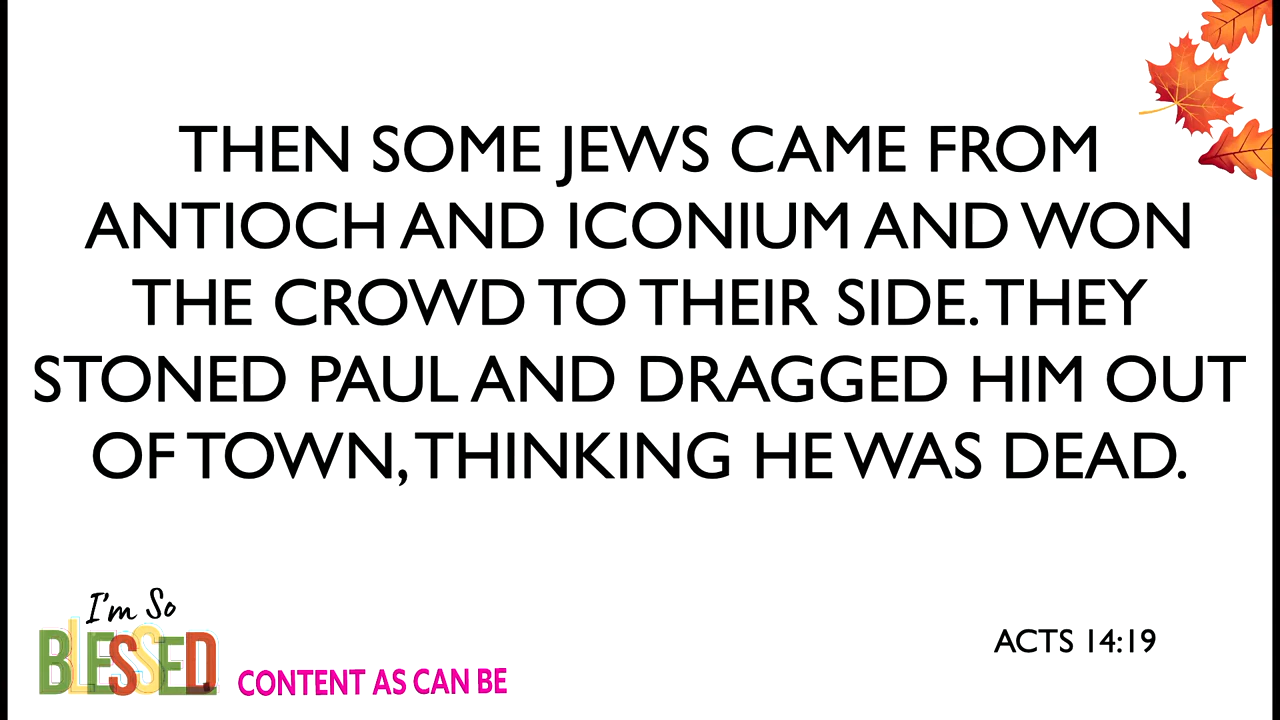 THEN SOME JEWS CAME FROM
ANTIOCH AND ICONIUM AND WON
THE CROWD TO THEIR SIDE. THEY
STONED PAUL AND DRAGGED HIM OUT
OF TOWN, THINKING HE WAS DEAD.
I'm So
BLESSED.
CONTENT AS CAN BE
ACTS 14:19